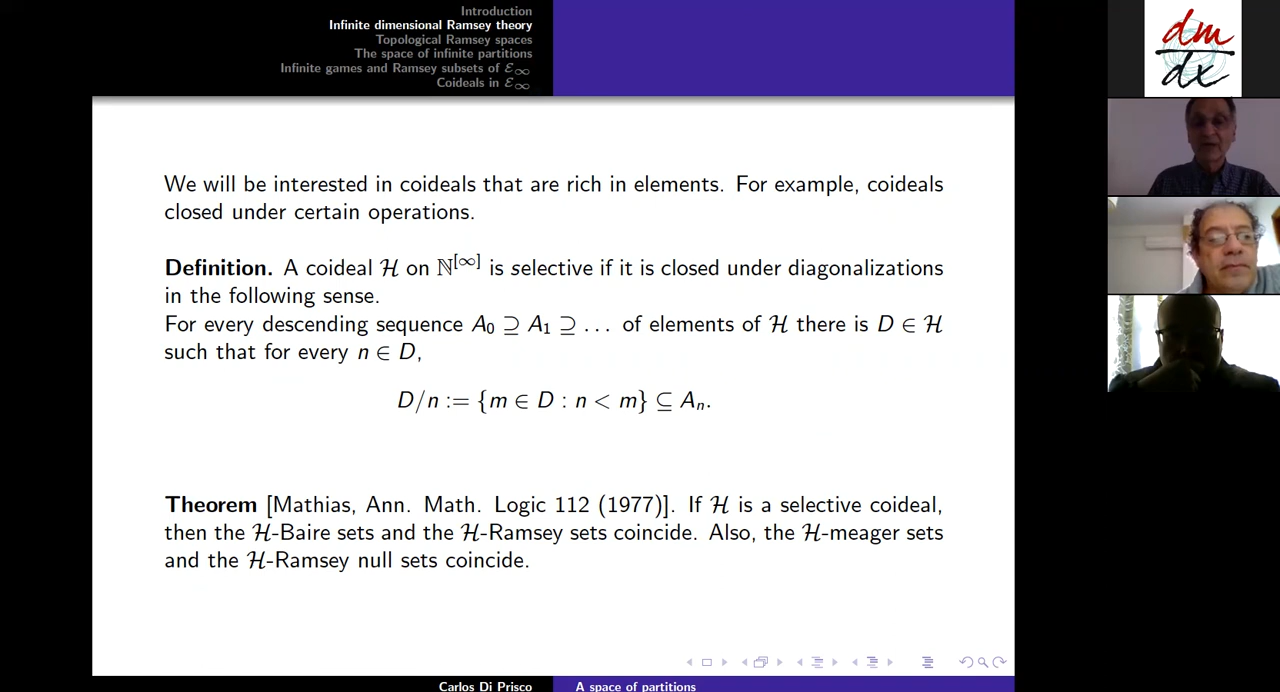 Introduction
Infinite dimensional Ramsey theory
Topological Ramsey spaces
The space of infinite partitions
Infinite games and Ramsey subsets of ℰ∞
Coideals in ℰ∞
dm
dx
We will be interested in coideals that are rich in elements. For example, coideals
closed under certain operations.
Definition. A coideal ℋ on ℕ^[∞] is selective if it is closed under diagonalizations
in the following sense.
For every descending sequence A₀ ⊇ A₁ ⊇ … of elements of ℋ there is D ∈ ℋ
such that for every n ∈ D,
D/n := {m ∈ D : n < m} ⊆ Aₙ.
Theorem [Mathias, Ann. Math. Logic 112 (1977)]. If ℋ is a selective coideal,
then the ℋ-Baire sets and the ℋ-Ramsey sets coincide. Also, the ℋ-meager sets
and the ℋ-Ramsey null sets coincide.
Carlos Di Prisco
A space of partitions